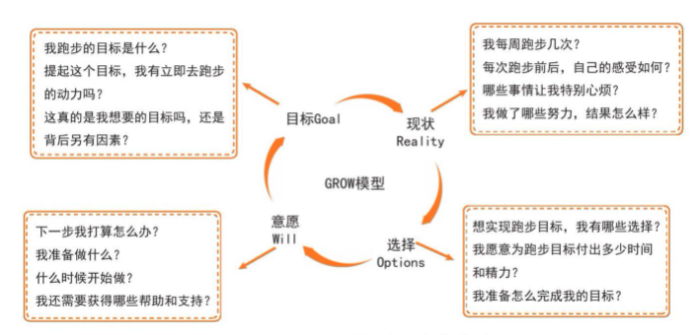 我跑步的目标是什么？
提起这个目标，我有立即去跑步
的动力吗？
这真的是我想要的目标吗，还是
背后另有因素？
我每周跑步几次？
每次跑步前后，自己的感受如何？
哪些事情让我特别心烦？
我做了哪些努力，结果怎么样？
目标Goal
现状
Reality
GROW模型
意愿
Will
选择
Options
下一步我打算怎么办？
我准备做什么？
什么时候开始做？
我还需要获得哪些帮助和支持？
想实现跑步目标，我有哪些选择？
我愿意为跑步目标付出多少时间
和精力？
我准备怎么完成我的目标？